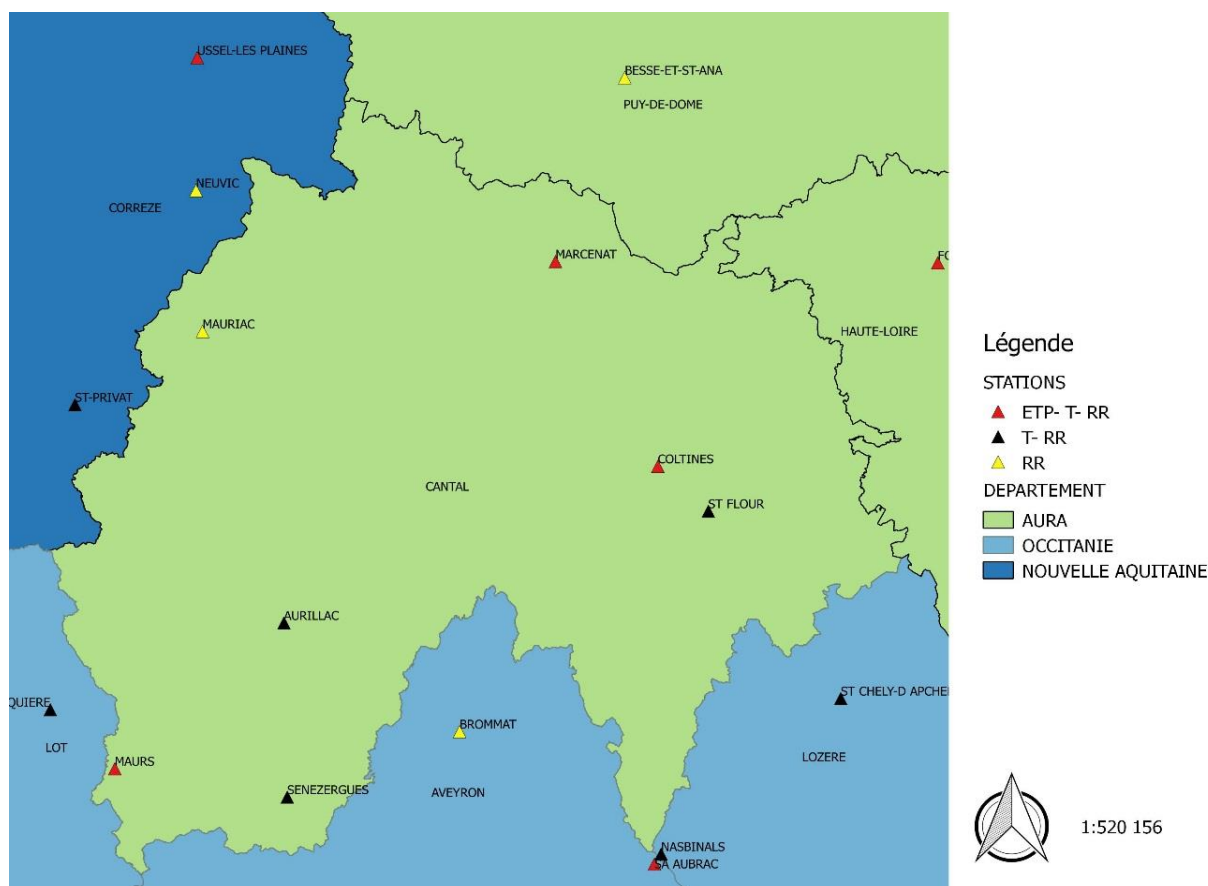 USSEL-LES PLAINES
BESSE-ET-ST-ANA
PUY-DE-DOME
NEUVIC
CORREZE
MARCENAT
MAURIAC
HAUTE-LOIRE
ST-PRIVAT
COLTINES
CANTAL
ST FLOUR
AURILLAC
ST CHELY-D APCHE
QUIERE
BROMMAT
LOT
LOZERE
MAURS
SENEZERGUES
AVEYRON
NASBINALS
SA AUBRAC
Légende
STATIONS
ETP- T- RR
T- RR
RR
DEPARTEMENT
AURA
OCCITANIE
NOUVELLE AQUITAINE
1:520 156